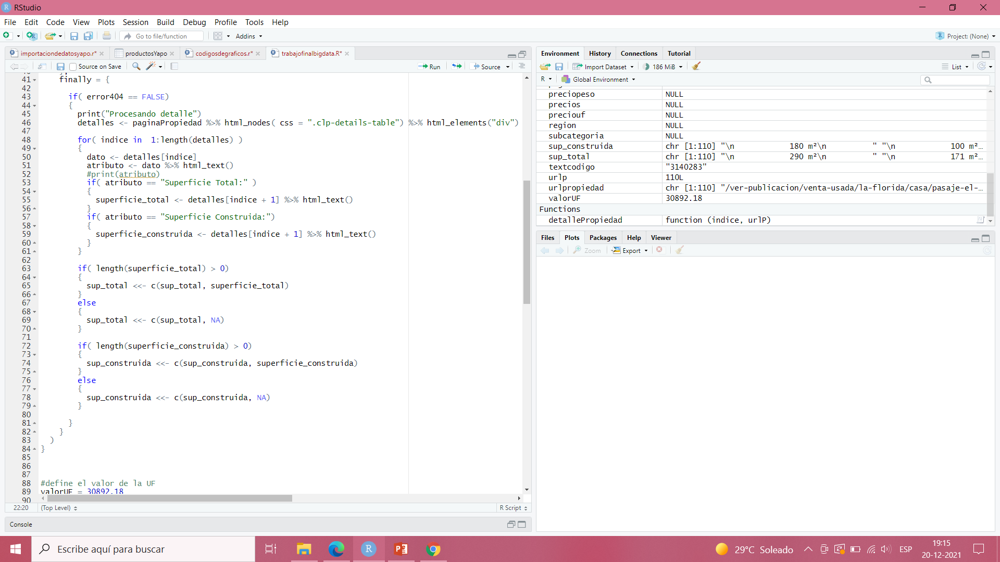 RStudio
File Edit Code View Plots Session Build Debug Profile Tools Help
Go to file/function Addins Project: (None)
importaciondedatosyapo.r* productosYapo codigosdegraficos.r* trabajofinalbigdata.R*
Source on Save Run Source
41 finally = {
42
43 if( error404 == FALSE)
44 {
45 print("Procesando detalle")
46 detalles <- paginaPropiedad %>% html_nodes( css = ".clp-details-table") %>% html_elements("div")
47
48 for( indice in 1:length(detalles) )
49 {
50 dato <- detalles[indice]
51 atributo <- dato %>% html_text()
52 #print(atributo)
53 if( atributo == "Superficie Total:" )
54 {
55 superficie_total <- detalles[indice + 1] %>% html_text()
56 }
57 if( atributo == "Superficie Construida:")
58 {
59 superficie_construida <- detalles[indice + 1] %>% html_text()
60 }
61 }
62
63 if( length(superficie_total) > 0)
64 {
65 sup_total <<- c(sup_total, superficie_total)
66 }
67 else
68 {
69 sup_total <<- c(sup_total, NA)
70 }
71
72 if( length(superficie_construida) > 0)
73 {
74 sup_construida <<- c(sup_construida, superficie_construida)
75 }
76 else
77 {
78 sup_construida <<- c(sup_construida, NA)
79 }
80
81 }
82 }
83 )
84 }
85
86
87
88 #define el valor de la UF
89 valorUF = 30892.18
90
22:20 (Top Level) R Script
Console
Environment History Connections Tutorial
Import Dataset 186 MiB List
R Global Environment
preciopeso NULL
precios NULL
preciouf NULL
region NULL
subcategoria NULL
sup_construida chr [1:110] "\n 180 m²\n " "\n 100 m²…
sup_total chr [1:110] "\n 290 m²\n " "\n 171 m²…
textcodigo "3140283"
urlp 110L
urlpropiedad chr [1:110] "/ver-publicacion/venta-usada/la-florida/casa/pasaje-el-…
valorUF 30892.18
Functions
detallePropiedad function (indice, urlP)
Files Plots Packages Help Viewer
Zoom Export
Escribe aquí para buscar
29°C Soleado ESP 19:15
20-12-2021